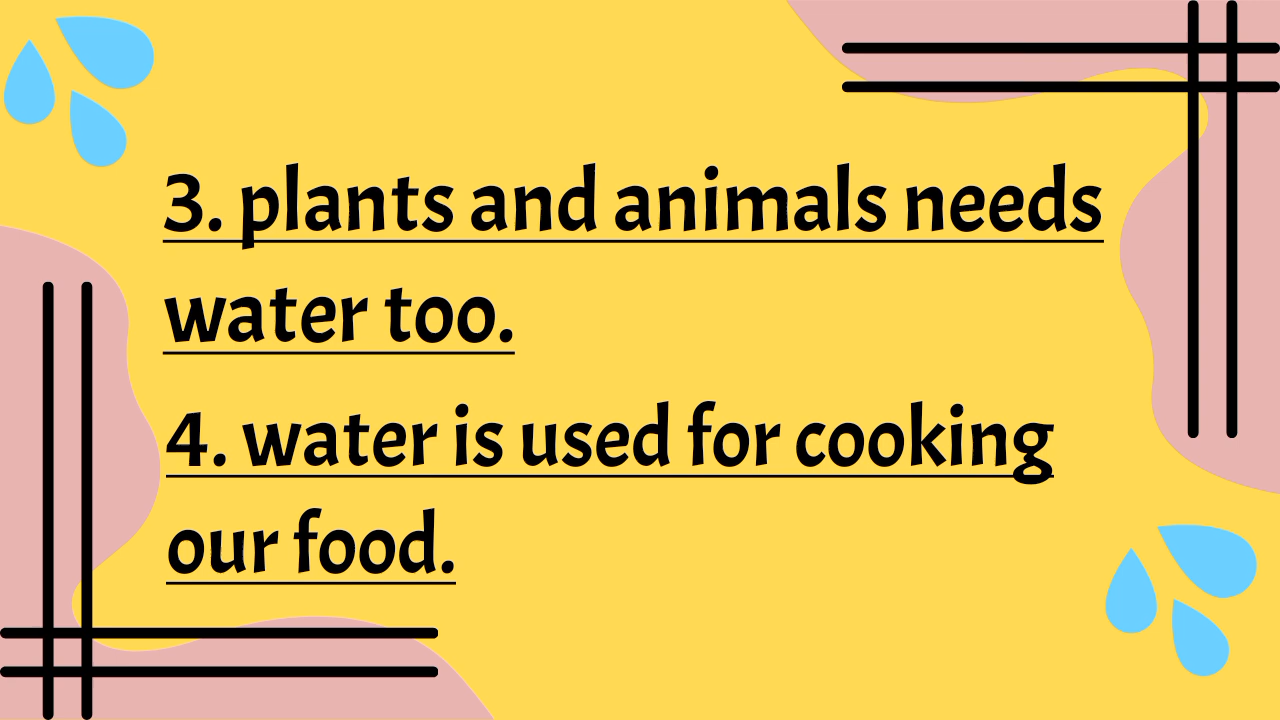 3. plants and animals needs
water too.
4. water is used for cooking
our food.